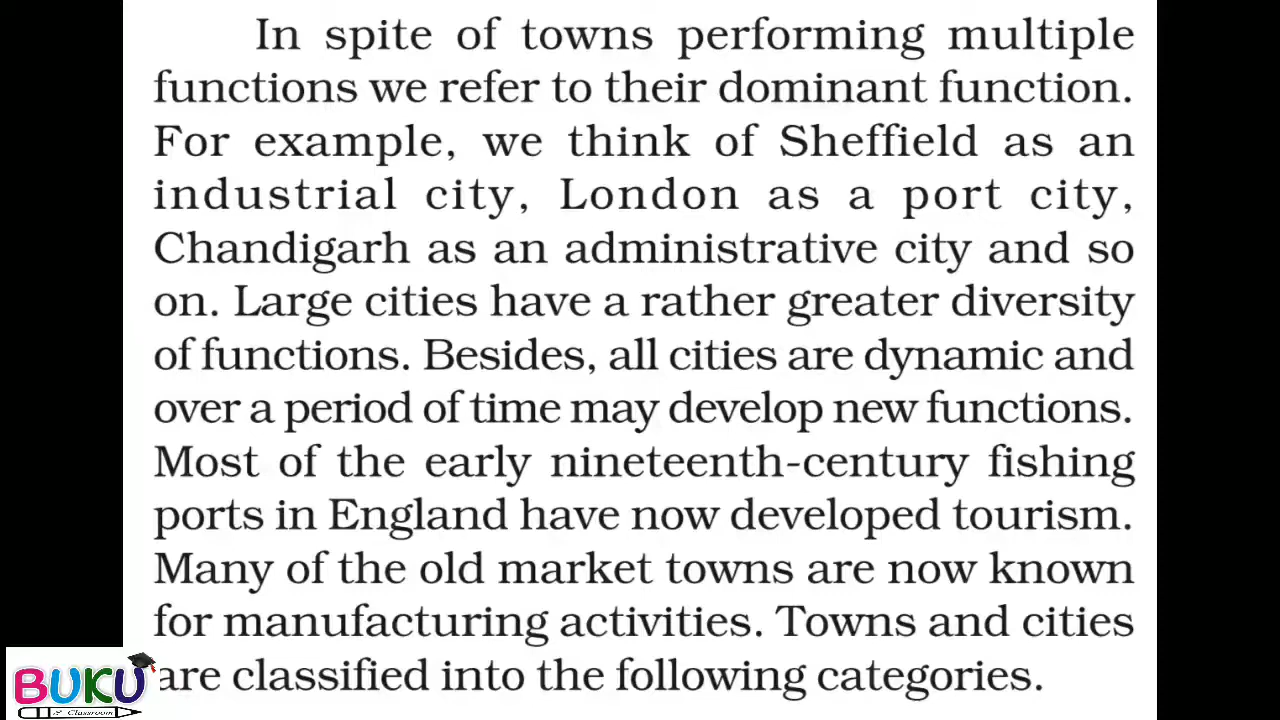 In spite of towns performing multiple
functions we refer to their dominant function.
For example, we think of Sheffield as an
industrial city, London as a port city,
Chandigarh as an administrative city and so
on. Large cities have a rather greater diversity
of functions. Besides, all cities are dynamic and
over a period of time may develop new functions.
Most of the early nineteenth-century fishing
ports in England have now developed tourism.
Many of the old market towns are now known
for manufacturing activities. Towns and cities
are classified into the following categories.
BUKU
Classroom